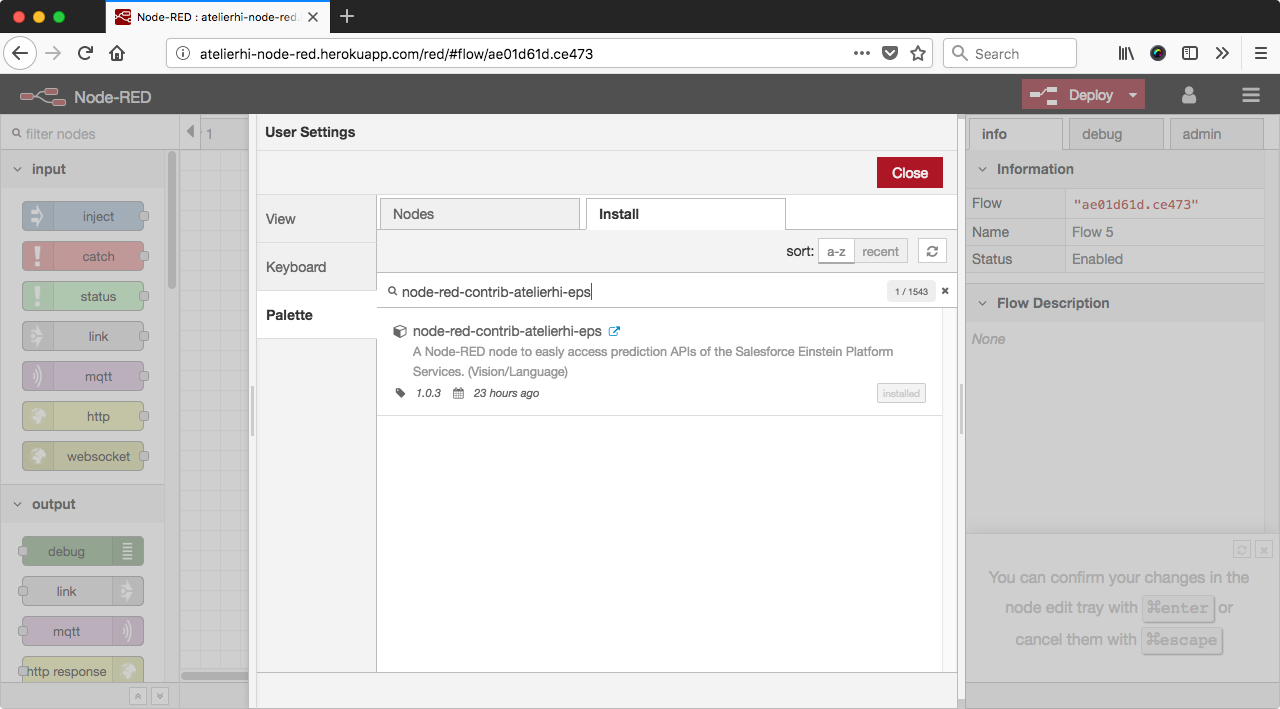 Node-RED : atelierhi-node-red.
atelierhi-node-red.herokuapp.com/red/#flow/ae01d61d.ce473
Search
Node-RED
Deploy
filter nodes
input
inject
catch
status
link
mqtt
http
websocket
output
debug
link
mqtt
http response
1
User Settings
Close
View
Keyboard
Palette
Nodes
Install
sort: a-z recent
node-red-contrib-atelierhi-eps
1 / 1543
node-red-contrib-atelierhi-eps
A Node-RED node to easly access prediction APIs of the Salesforce Einstein Platform
Services. (Vision/Language)
1.0.3 23 hours ago
installed
info
debug
admin
Information
Flow "ae01d61d.ce473"
Name Flow 5
Status Enabled
Flow Description
None
You can confirm your changes in the
node edit tray with ⌘enter or
cancel them with ⌘escape